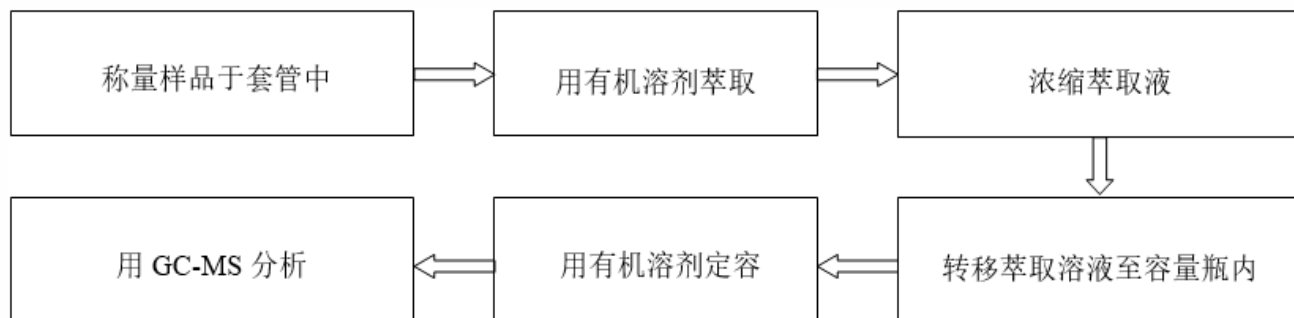 称量样品于套管中
用有机溶剂萃取
浓缩萃取液
转移萃取溶液至容量瓶内
用有机溶剂定容
用 GC-MS 分析